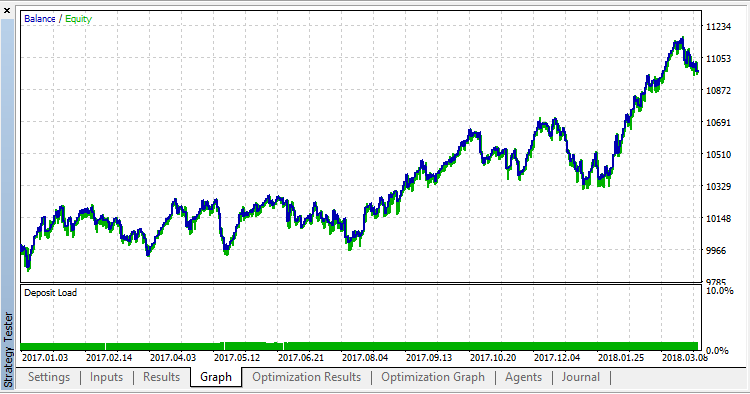 Balance / Equity
11234
11053
10872
10691
10510
10329
10148
9966
9785
Deposit Load
10.0%
0.0%
2017.01.03 2017.02.14 2017.04.03 2017.05.12 2017.06.21 2017.08.04 2017.09.13 2017.10.20 2017.12.04 2018.01.25 2018.03.08
Strategy Tester
Settings Inputs Results Graph Optimization Results Optimization Graph Agents Journal